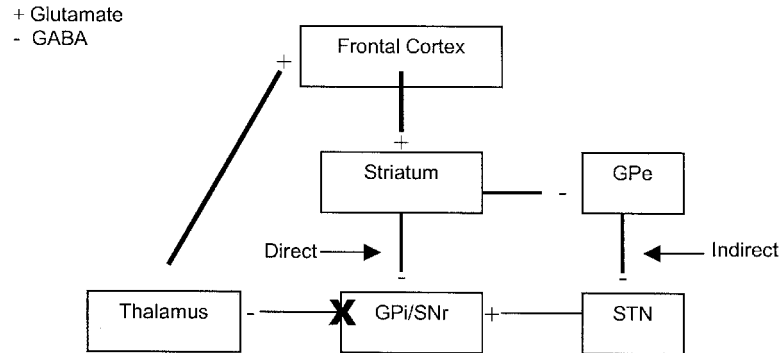 + Glutamate
- GABA
Frontal Cortex
+
+
Striatum
-
GPe
Direct
Indirect
-
-
Thalamus
-
X
GPi/SNr
+
STN